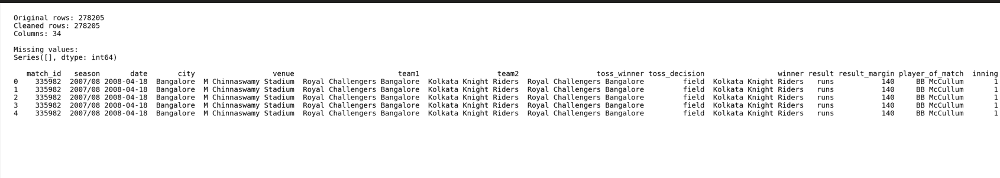 Original rows: 278205
Cleaned rows: 278205
Columns: 34
Missing values:
Series([], dtype: int64)
match_id season date city venue team1 team2 toss_winner toss_decision winner result result_margin player_of_match inning
0 335982 2007/08 2008-04-18 Bangalore M Chinnaswamy Stadium Royal Challengers Bangalore Kolkata Knight Riders Royal Challengers Bangalore field Kolkata Knight Riders runs 140 BB McCullum 1
1 335982 2007/08 2008-04-18 Bangalore M Chinnaswamy Stadium Royal Challengers Bangalore Kolkata Knight Riders Royal Challengers Bangalore field Kolkata Knight Riders runs 140 BB McCullum 1
2 335982 2007/08 2008-04-18 Bangalore M Chinnaswamy Stadium Royal Challengers Bangalore Kolkata Knight Riders Royal Challengers Bangalore field Kolkata Knight Riders runs 140 BB McCullum 1
3 335982 2007/08 2008-04-18 Bangalore M Chinnaswamy Stadium Royal Challengers Bangalore Kolkata Knight Riders Royal Challengers Bangalore field Kolkata Knight Riders runs 140 BB McCullum 1
4 335982 2007/08 2008-04-18 Bangalore M Chinnaswamy Stadium Royal Challengers Bangalore Kolkata Knight Riders Royal Challengers Bangalore field Kolkata Knight Riders runs 140 BB McCullum 1